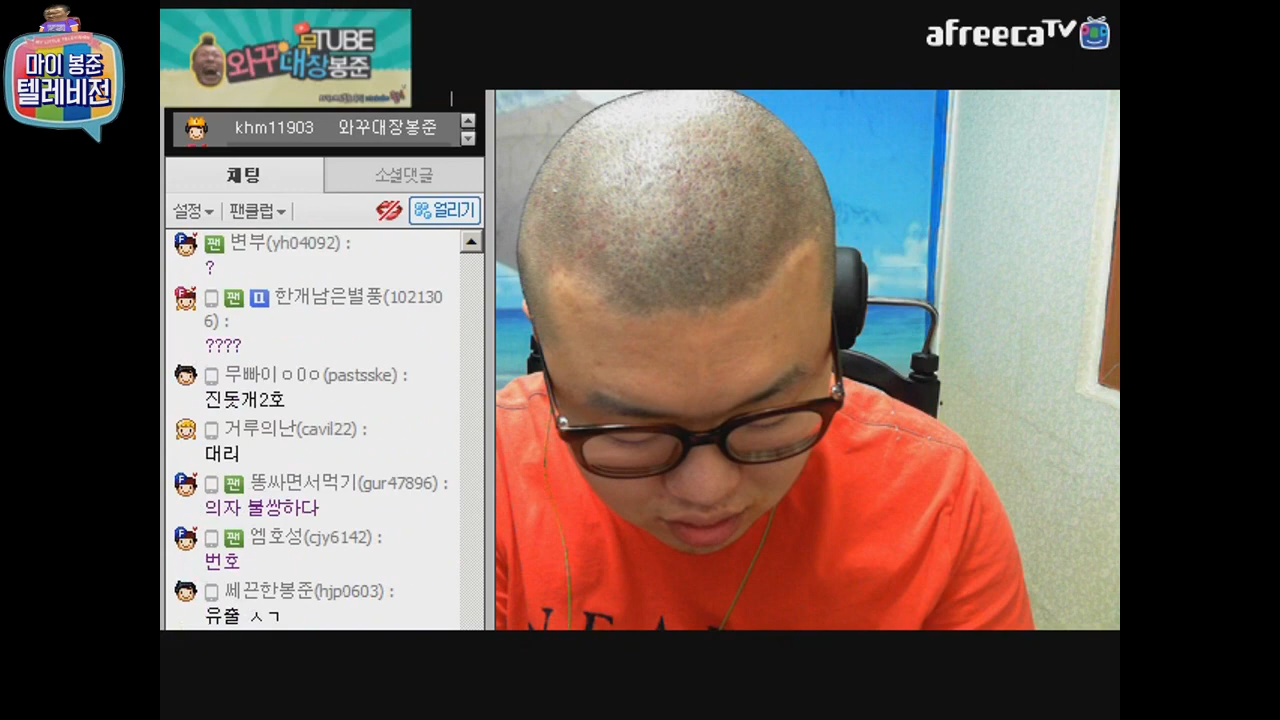 마이 봉준
텔레비전
무TUBE
와꾸대장봉준
afreecaTV
khm11903 와꾸대장봉준
채팅
소셜댓글
설정
팬클럽
얼리기
팬 변부(yh04092) :
?
팬 한개남은별풍(102130
6) :
????
무빠이ㅇ0ㅇ(pastsske) :
진돗개2호
거루의난(cavil22) :
대리
팬 똥싸면서먹기(gur47896) :
의자 불쌍하다
팬 엠호성(cjy6142) :
번호
쎄끈한봉준(hjp0603) :
유출 ㅅㄱ